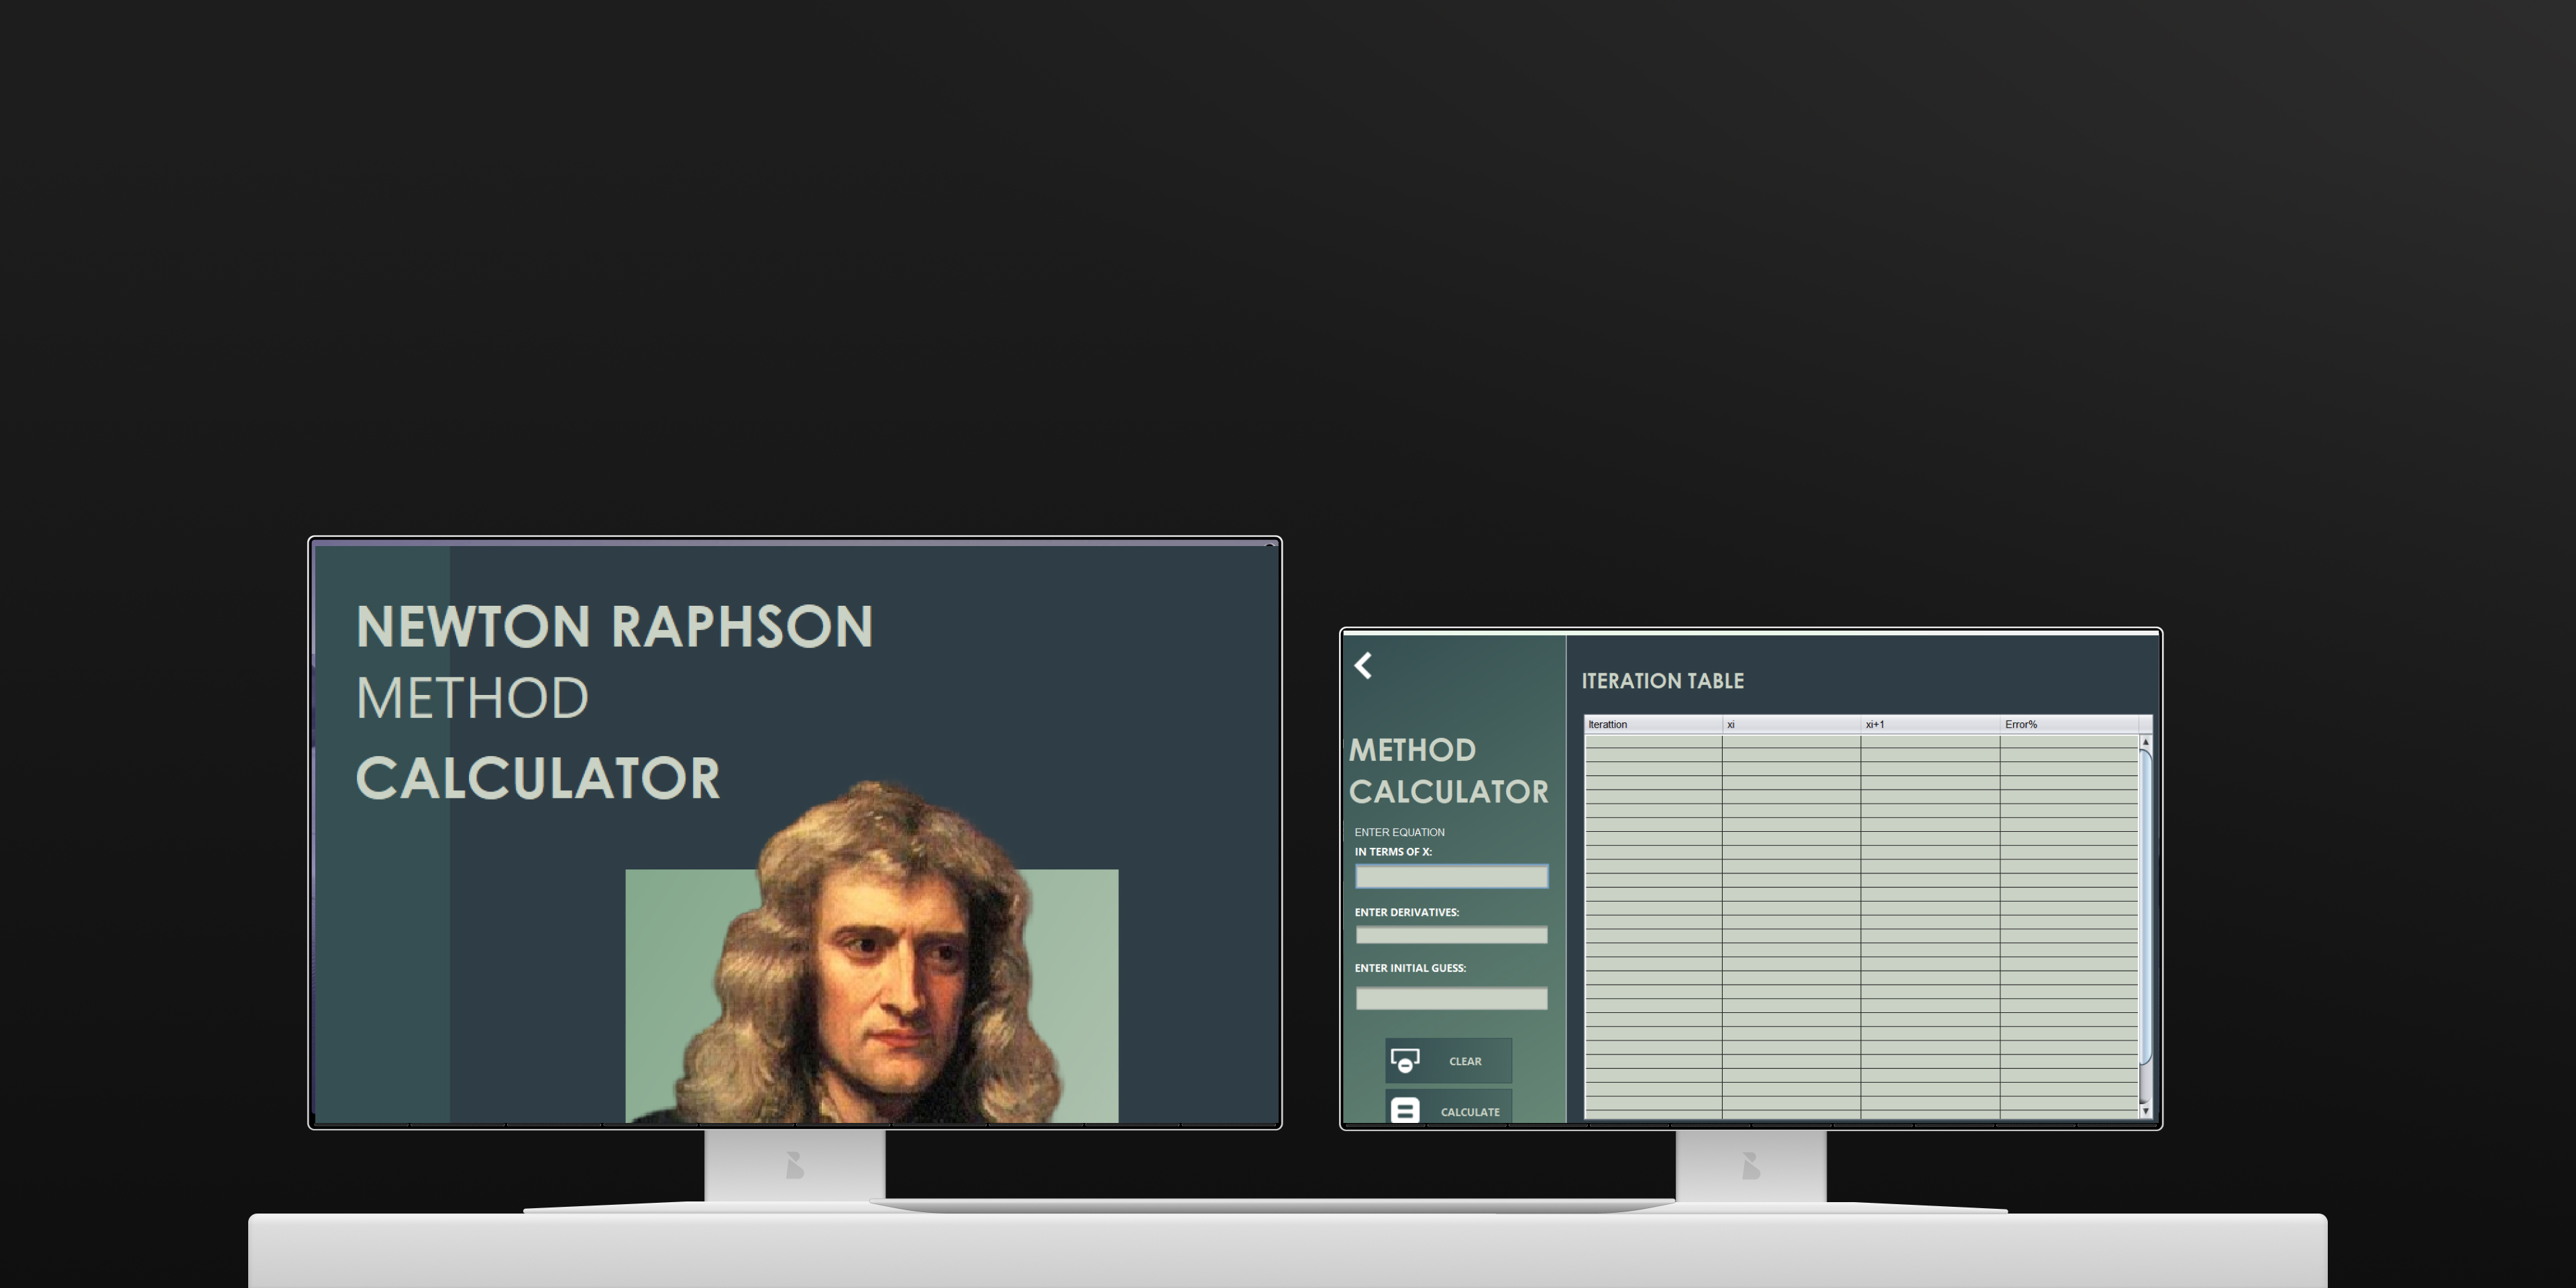 NEWTON RAPHSON
METHOD
CALCULATOR
METHOD
CALCULATOR
ENTER EQUATION
IN TERMS OF X:
ENTER DERIVATIVES:
ENTER INITIAL GUESS:
CLEAR
CALCULATE
ITERATION TABLE
Iterattion xi xi+1 Error%